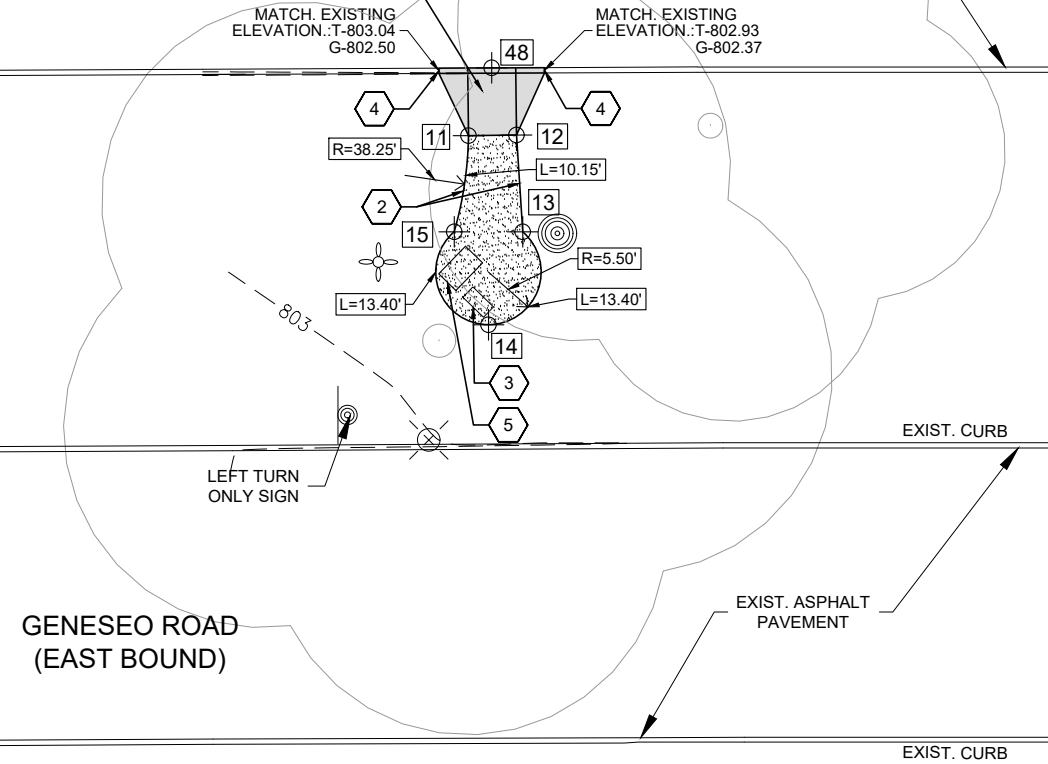 MATCH. EXISTING
ELEVATION.:T-803.04
G-802.50
MATCH. EXISTING
ELEVATION.:T-802.93
G-802.37
48
4
4
11
12
R=38.25'
L=10.15'
2
13
15
R=5.50'
L=13.40'
L=13.40'
803
14
3
5
EXIST. CURB
LEFT TURN
ONLY SIGN
EXIST. ASPHALT
PAVEMENT
GENESEO ROAD
(EAST BOUND)
EXIST. CURB